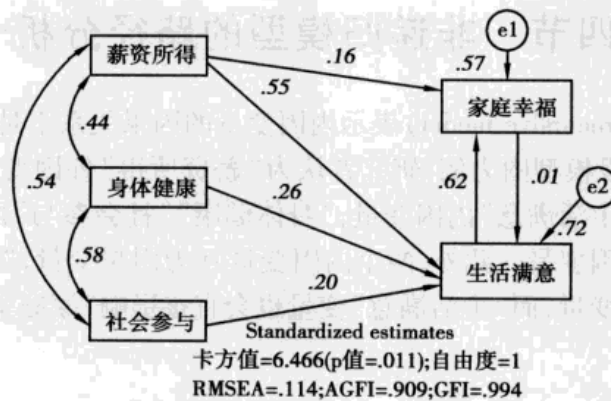 e1
薪资所得
.16
.57
.55
家庭幸福
.44
.54
身体健康
.26
.62
.01
e2
.58
.72
生活满意
.20
社会参与
Standardized estimates
卡方值=6.466(p值=.011);自由度=1
RMSEA=.114;AGFI=.909;GFI=.994